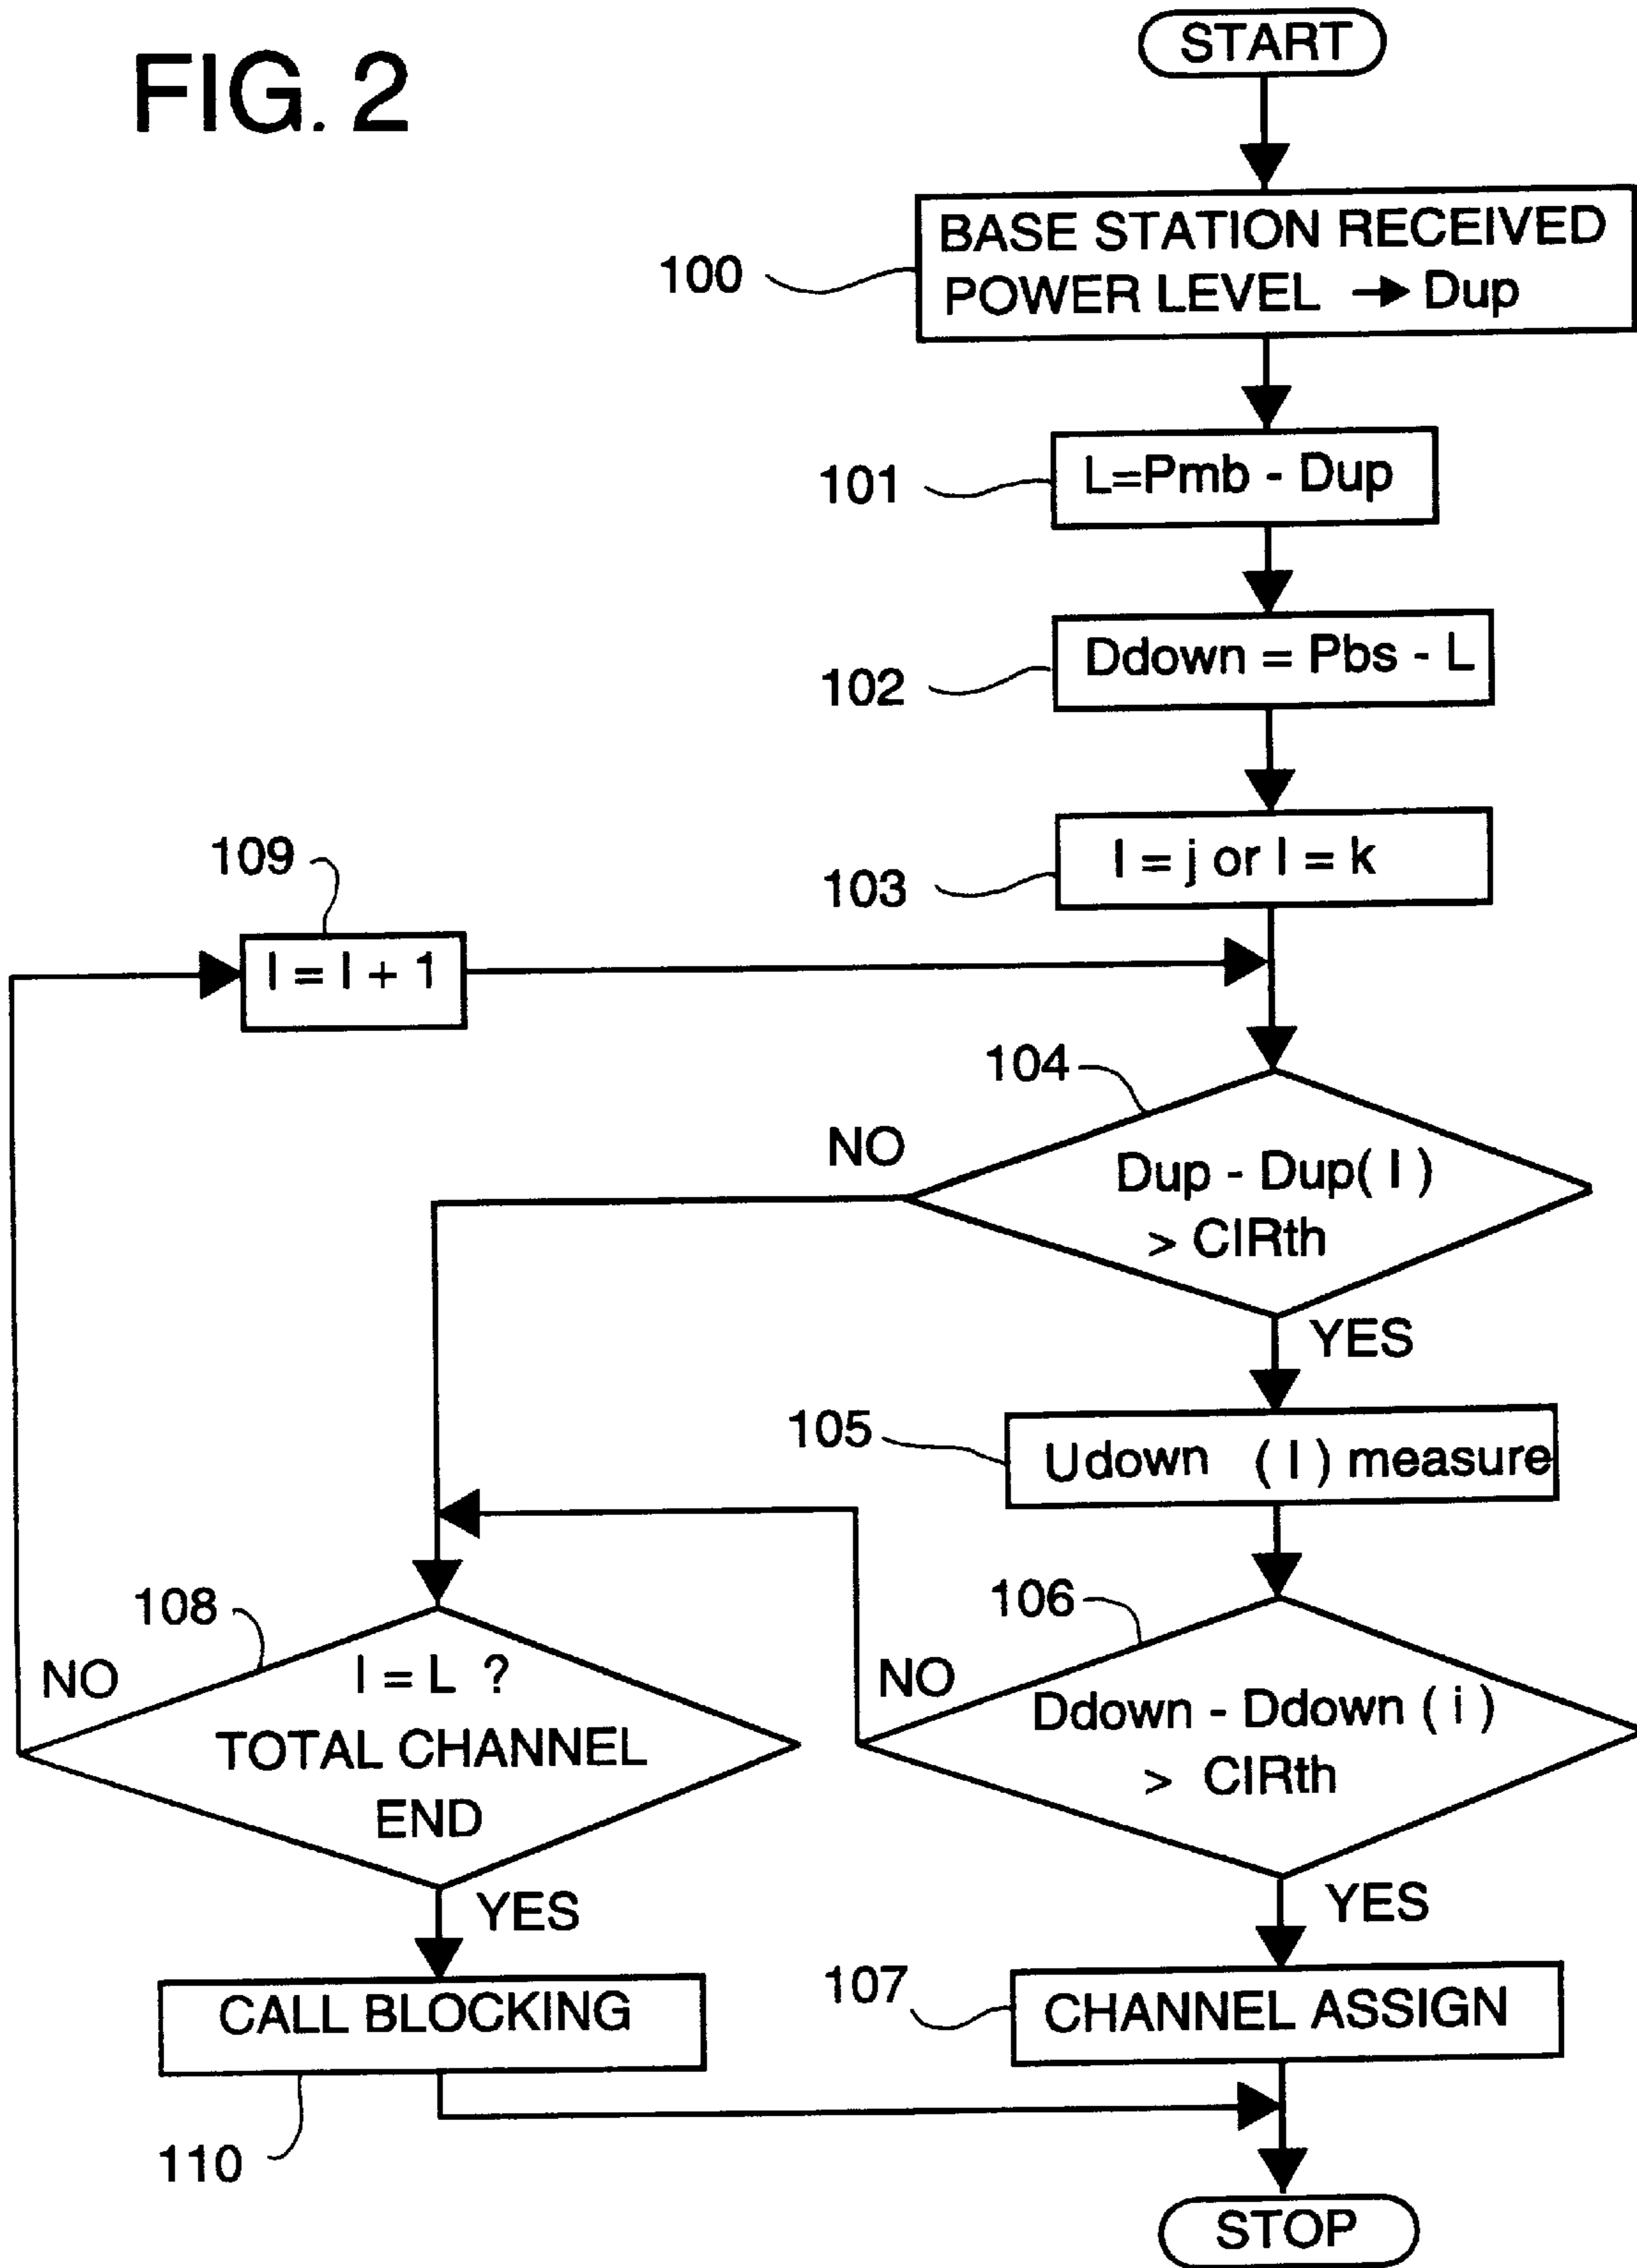 FIG. 2
START
BASE STATION RECEIVED
POWER LEVEL → Dup
100
L=Pmb - Dup
101
Ddown = Pbs - L
102
I = j or I = k
103
109
I = I + 1
104
NO
Dup - Dup( I )
> CIRth
YES
105
Udown ( I ) measure
106
NO
Ddown - Ddown ( i )
> CIRth
YES
108
NO
I = L ?
TOTAL CHANNEL
END
YES
CALL BLOCKING
110
107
CHANNEL ASSIGN
STOP